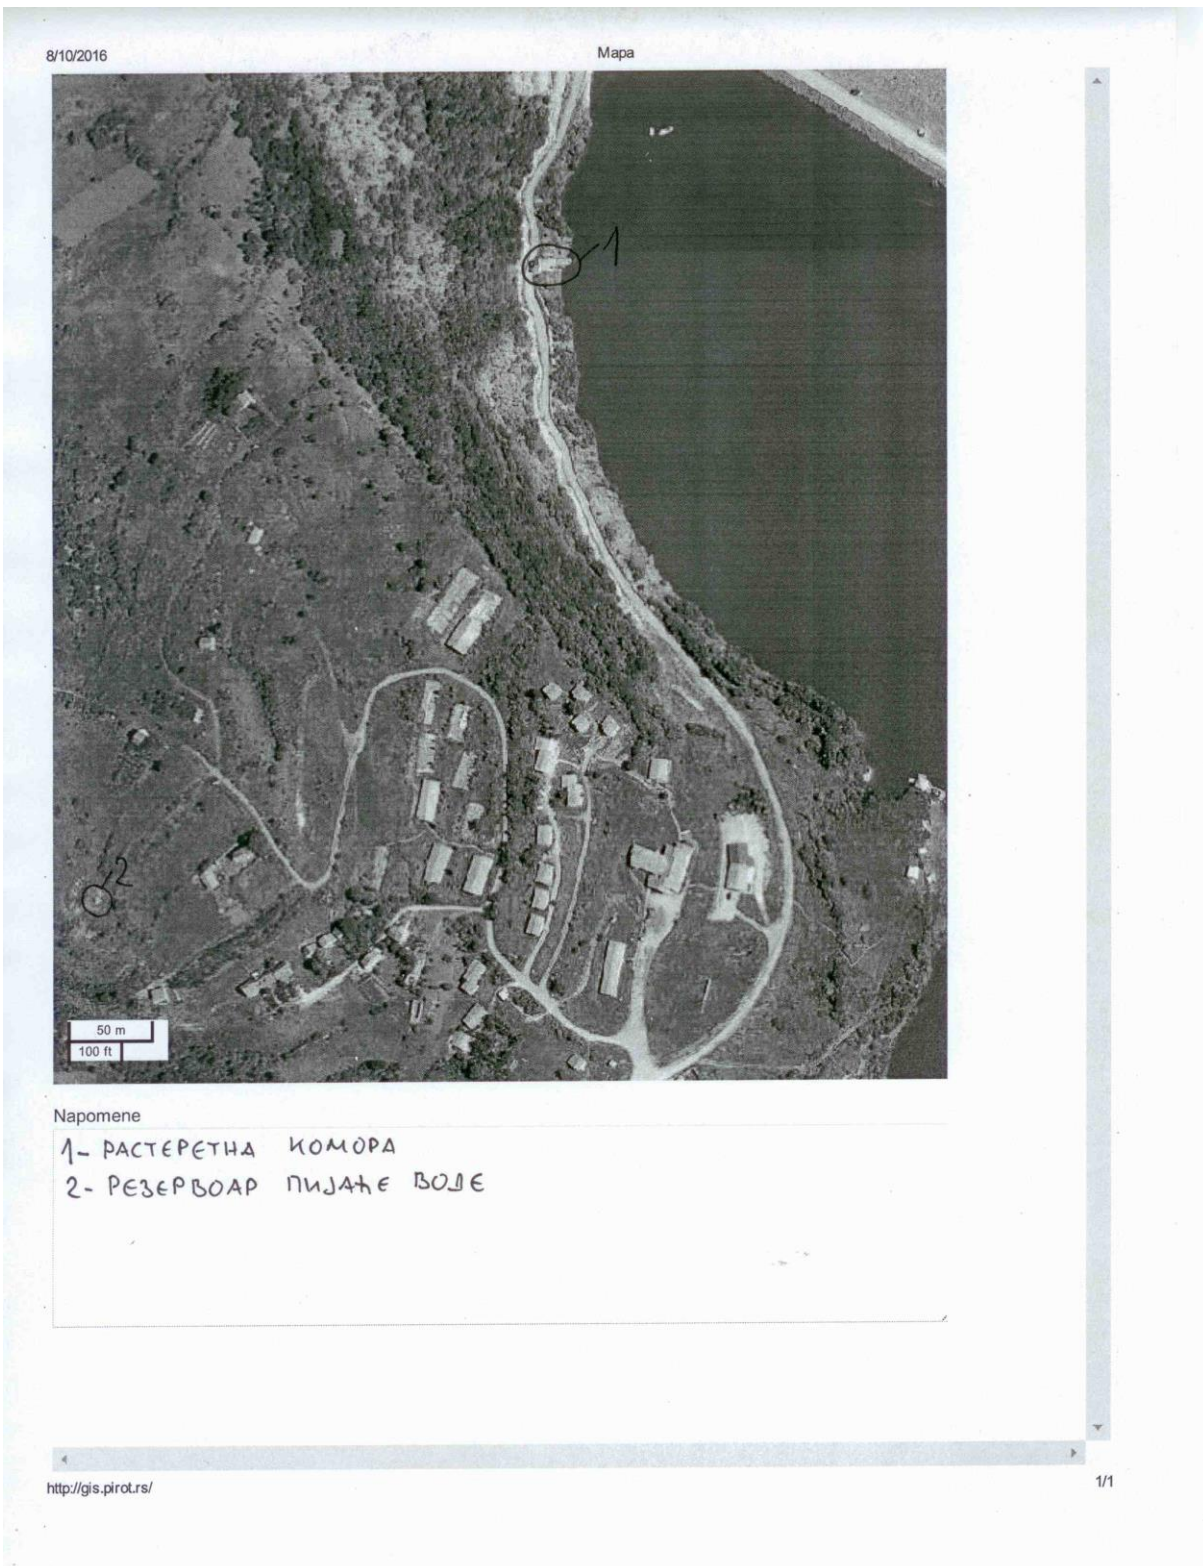 8/10/2016 Mapa
1
2
50 m
100 ft
Napomene
1- РАСТЕРЕТНА КОМОРА
2- РЕЗЕРВОАР ПИЈАЋЕ ВОДЕ
http://gis.pirot.rs/ 1/1